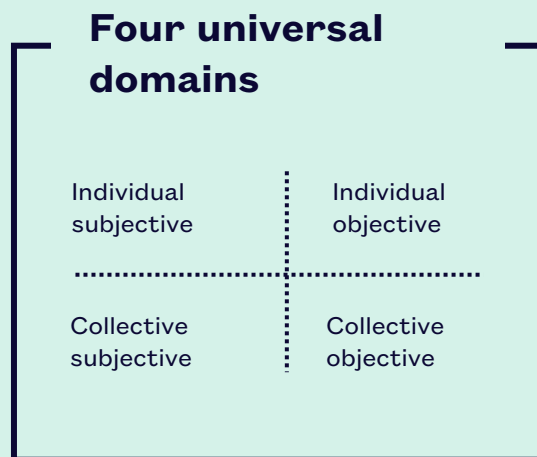 Four universal
domains
Individual
subjective
Individual
objective
Collective
subjective
Collective
objective